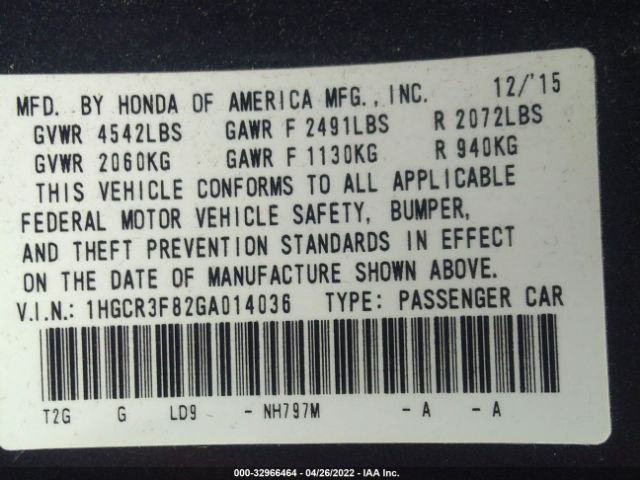 MFD. BY HONDA OF AMERICA MFG., INC. 12/'15
GVWR 4542LBS GAWR F 2491LBS R 2072LBS
GVWR 2060KG GAWR F 1130KG R 940KG
THIS VEHICLE CONFORMS TO ALL APPLICABLE
FEDERAL MOTOR VEHICLE SAFETY, BUMPER,
AND THEFT PREVENTION STANDARDS IN EFFECT
ON THE DATE OF MANUFACTURE SHOWN ABOVE.
V.I.N.: 1HGCR3F82GA014036 TYPE: PASSENGER CAR
T2G G LD9 - NH797M - A - A
000-32966464 - 04/26/2022 - IAA Inc.